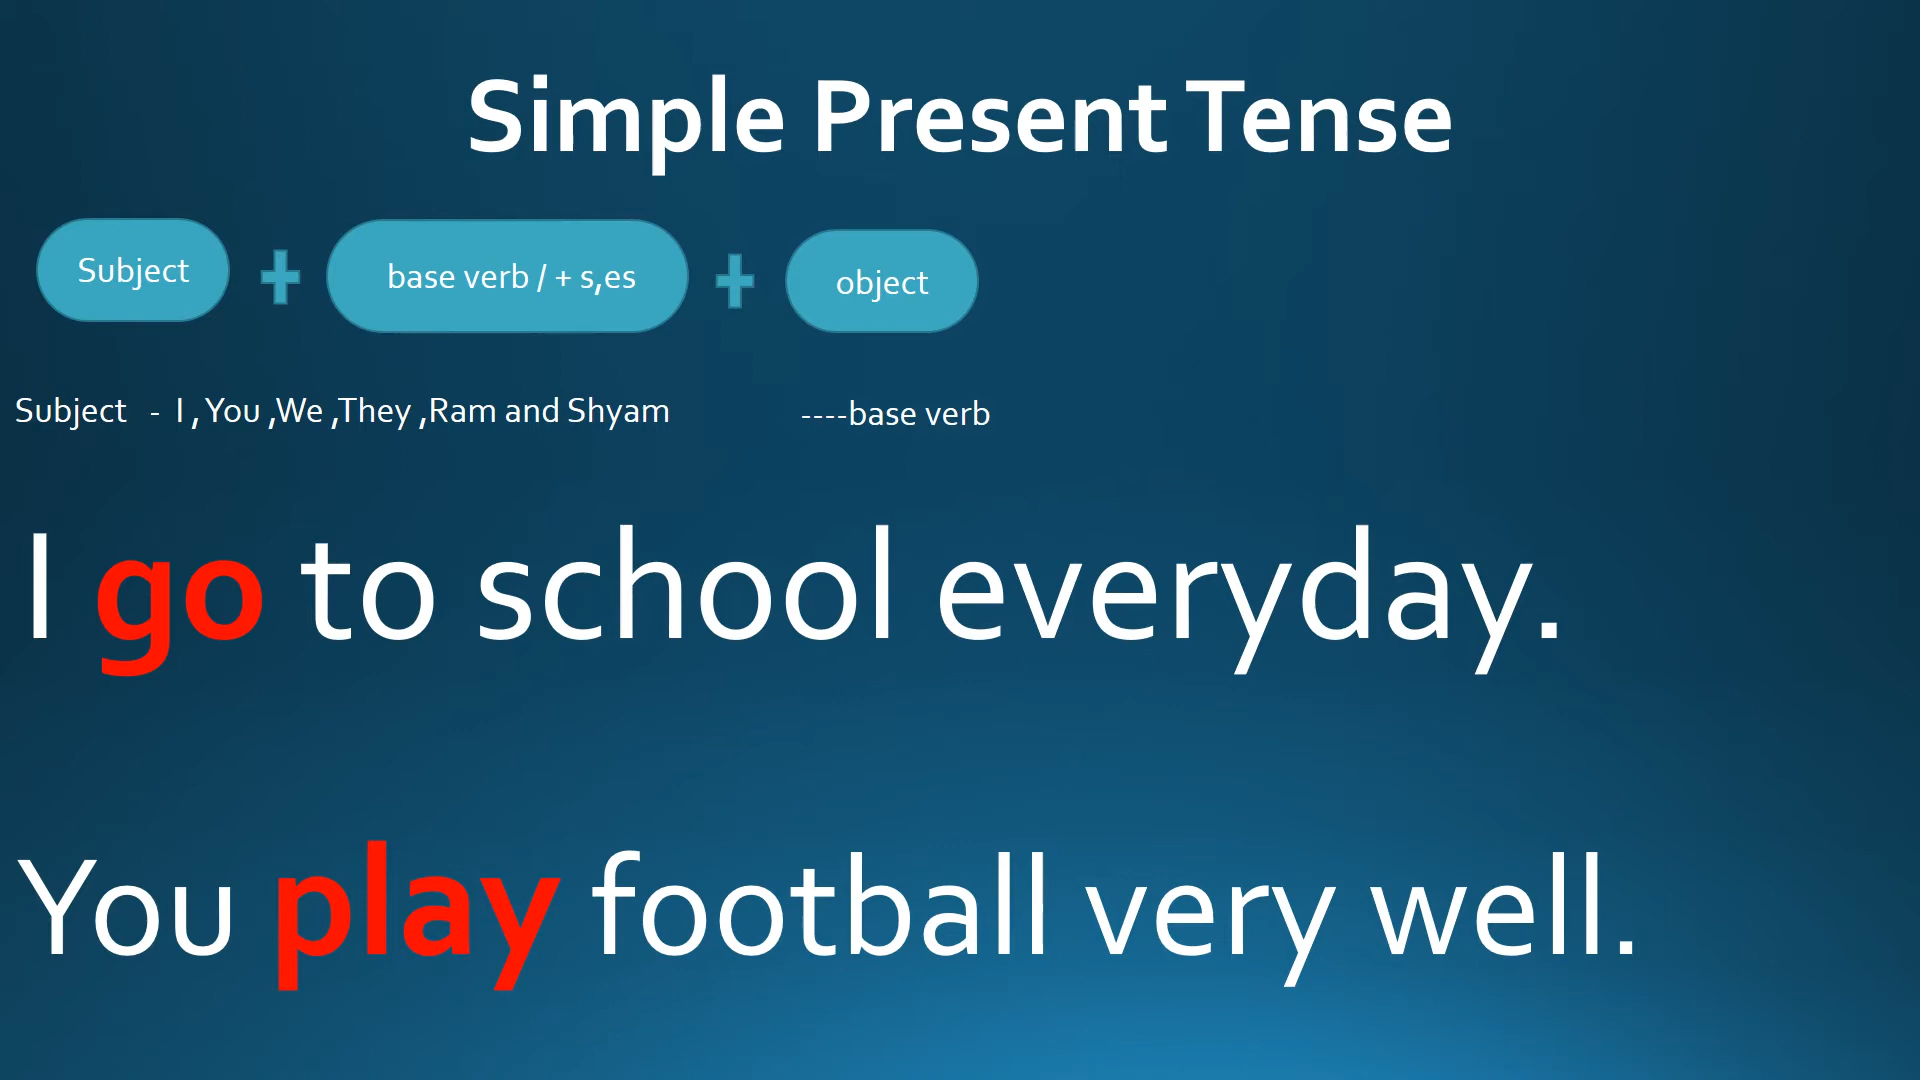 Simple Present Tense
Subject + base verb / + s,es + object
Subject - I , You ,We ,They ,Ram and Shyam ----base verb
I go to school everyday.
You play football very well.